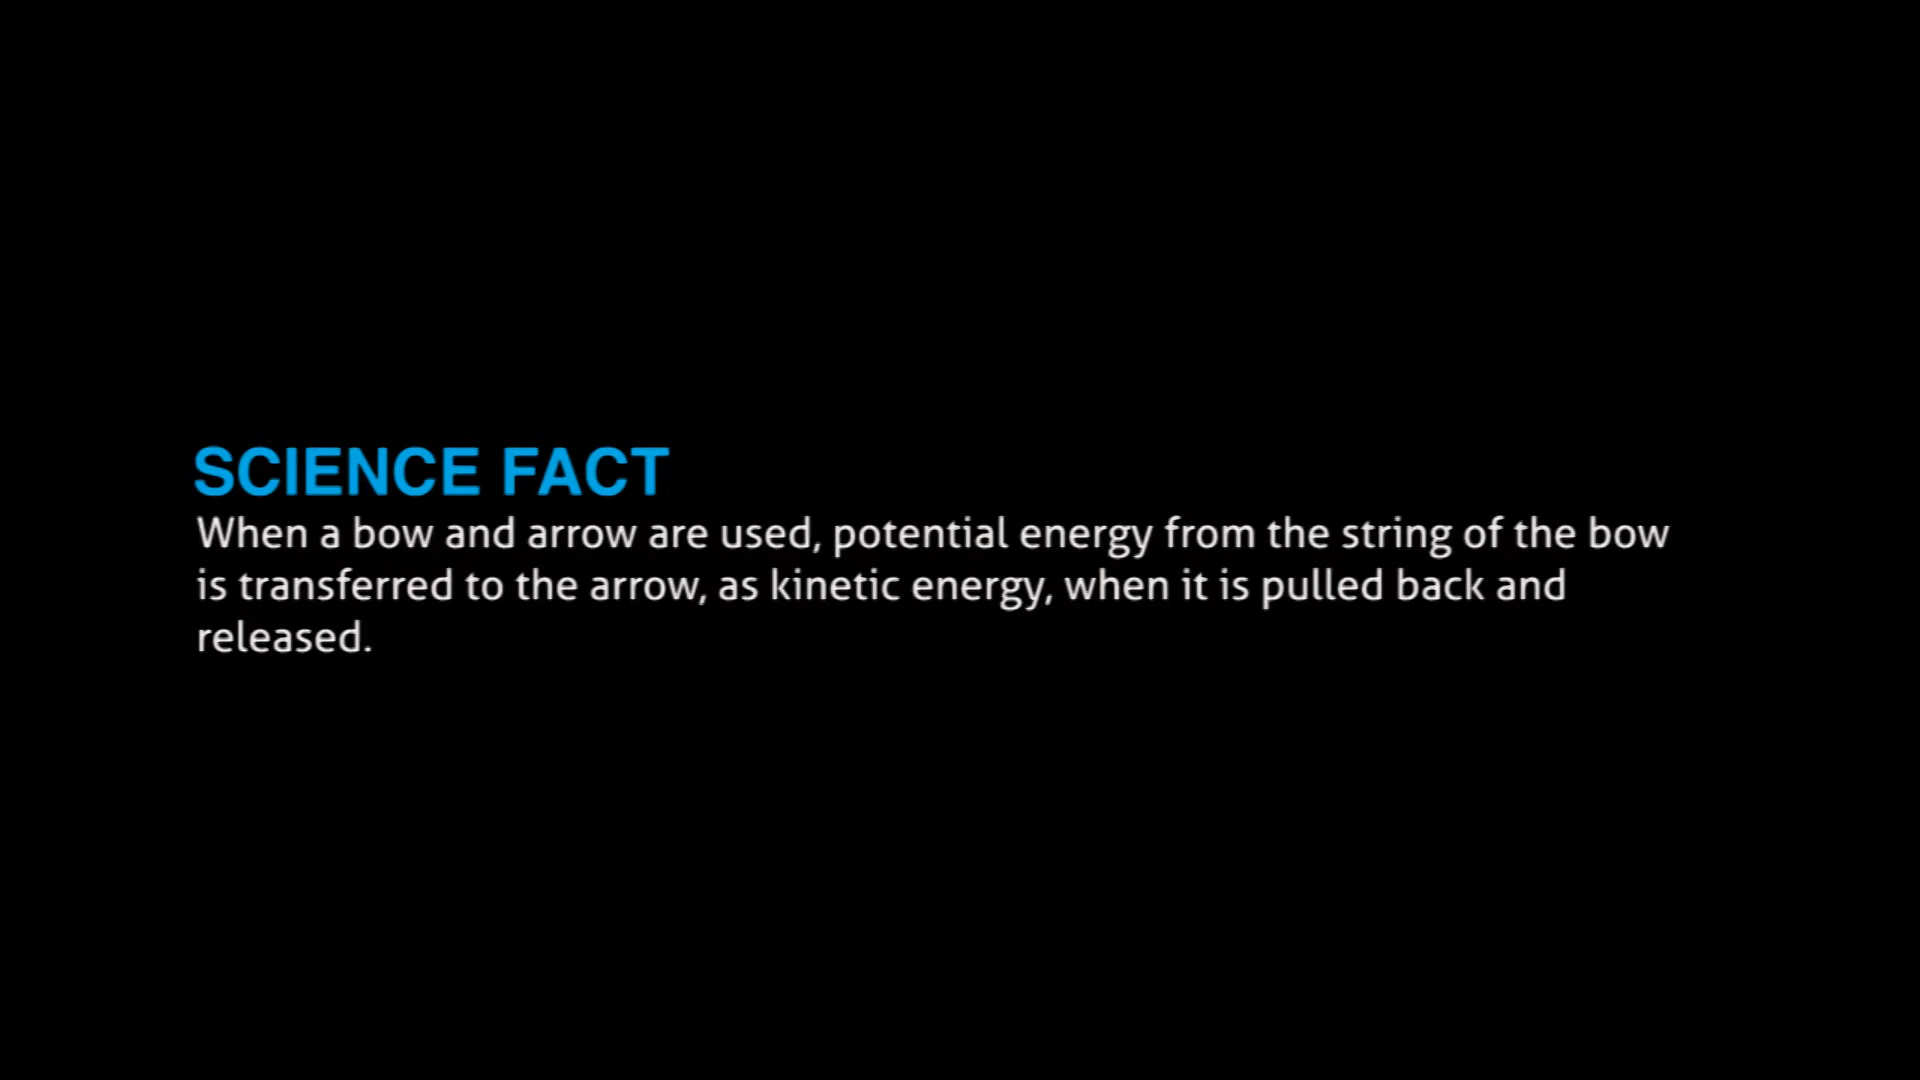 SCIENCE FACT
When a bow and arrow are used, potential energy from the string of the bow
is transferred to the arrow, as kinetic energy, when it is pulled back and
released.